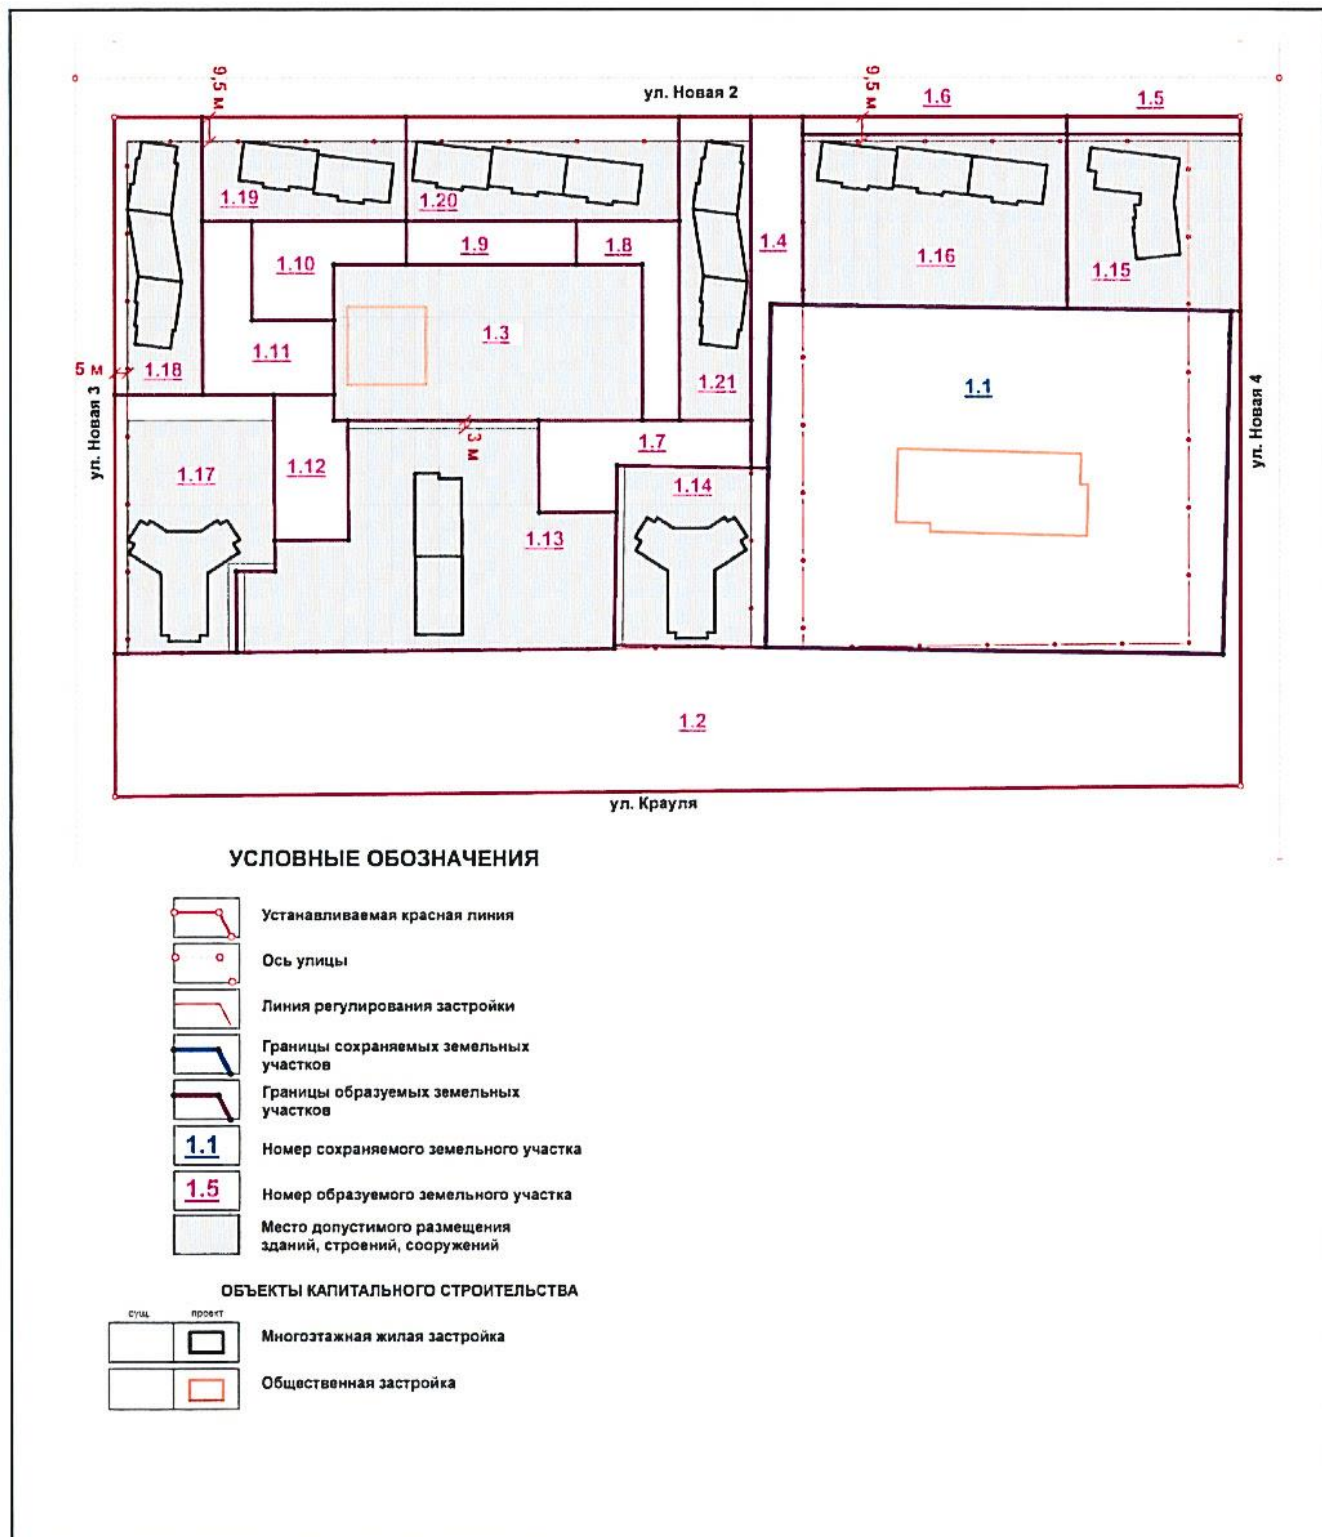 9,5 м
ул. Новая 2
9,5 м
1.6
1.5
1.19
1.20
1.9
1.8
1.4
1.10
1.16
1.15
1.3
1.11
5 м
1.18
1.21
1.1
ул. Новая 3
ул. Новая 4
3 м
1.7
1.17
1.12
1.14
1.13
1.2
ул. Крауля
УСЛОВНЫЕ ОБОЗНАЧЕНИЯ
Устанавливаемая красная линия
Ось улицы
Линия регулирования застройки
Границы сохраняемых земельных
участков
Границы образуемых земельных
участков
1.1
Номер сохраняемого земельного участка
1.5
Номер образуемого земельного участка
Место допустимого размещения
зданий, строений, сооружений
ОБЪЕКТЫ КАПИТАЛЬНОГО СТРОИТЕЛЬСТВА
сущ. проект
Многоэтажная жилая застройка
Общественная застройка